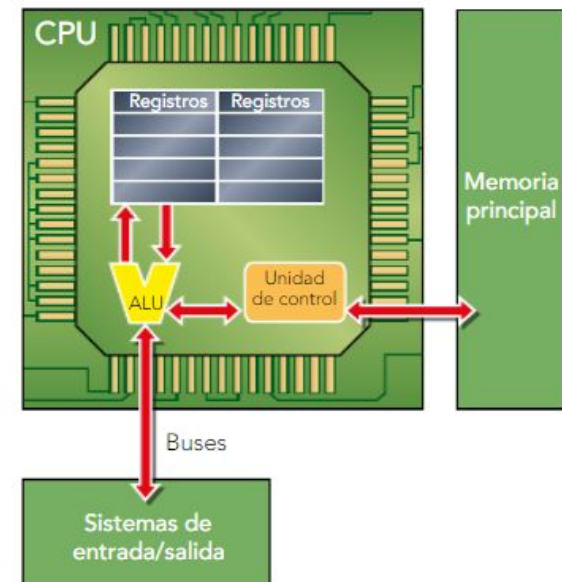 CPU
Registros Registros
Memoria
principal
Unidad
de control
ALU
Buses
Sistemas de
entrada/salida